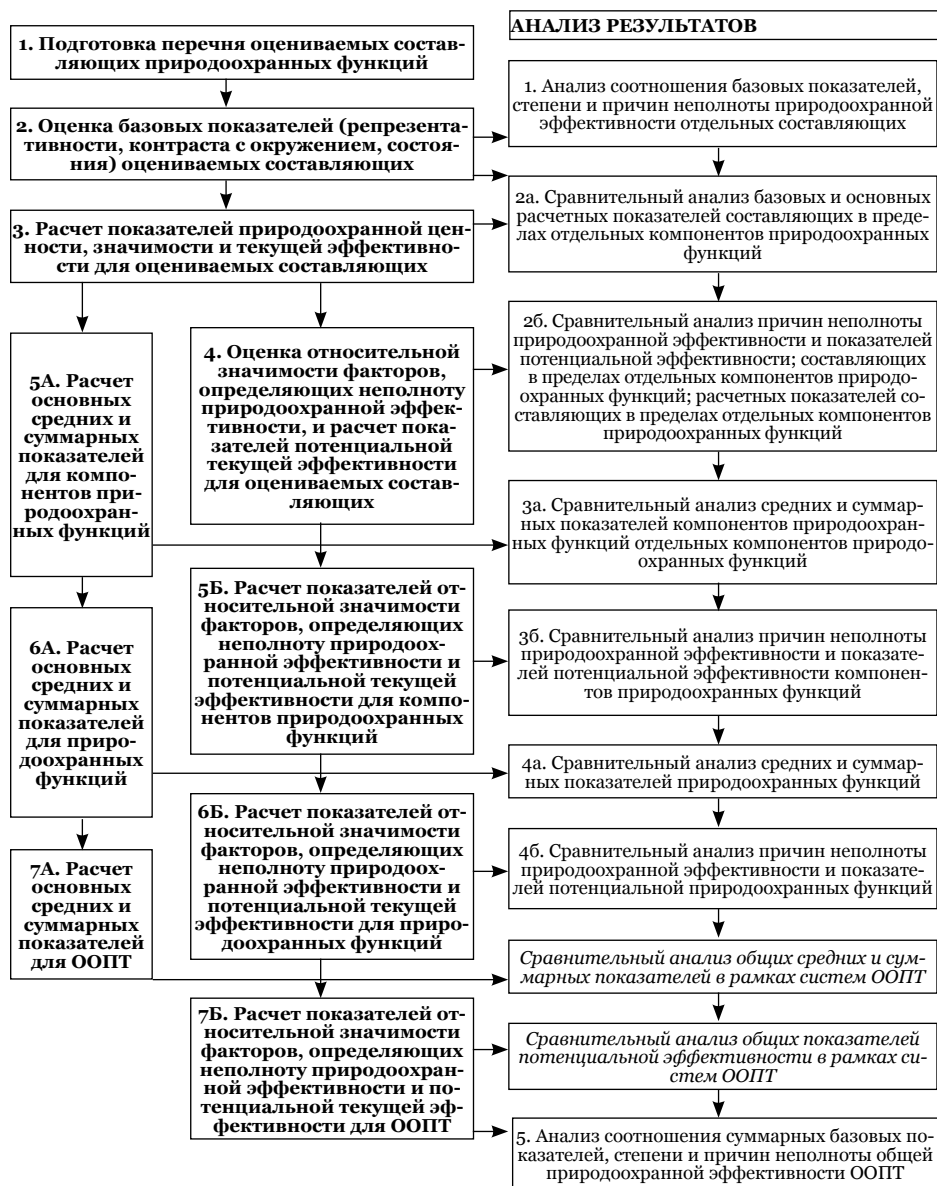 АНАЛИЗ РЕЗУЛЬТАТОВ
1. Подготовка перечня оцениваемых состав-
ляющих природоохранных функций
1. Анализ соотношения базовых показателей,
степени и причин неполноты природоохранной
эффективности отдельных составляющих
2. Оценка базовых показателей (репрезента-
тивности, контраста с окружением, состоя-
ния) оцениваемых составляющих
2а. Сравнительный анализ базовых и основных
расчетных показателей составляющих в преде-
лах отдельных компонентов природоохранных
функций
3. Расчет показателей природоохранной цен-
ности, значимости и текущей эффективно-
сти для оцениваемых составляющих
2б. Сравнительный анализ причин неполноты
природоохранной эффективности и показателей
потенциальной эффективности; составляющих
в пределах отдельных компонентов природо-
охранных функций; расчетных показателей со-
ставляющих в пределах отдельных компонентов
природоохранных функций
4. Оценка относительной
значимости факторов,
определяющих неполноту
природоохранной эффек-
тивности, и расчет пока-
зателей потенциальной
текущей эффективности
для оцениваемых состав-
ляющих
5А. Расчет
основных
средних и
суммарных
показателей
для компо-
нентов при-
родоохран-
ных функций
3а. Сравнительный анализ средних и суммар-
ных показателей компонентов природоохран-
ных функций отдельных компонентов природо-
охранных функций
5Б. Расчет показателей от-
носительной значимости
факторов, определяющих
неполноту природоох-
ранной эффективности и
потенциальной текущей
эффективности для компо-
нентов природоохранных
функций
3б. Сравнительный анализ причин неполноты
природоохранной эффективности и показате-
лей потенциальной эффективности компонен-
тов природоохранных функций
6А. Расчет
основных
средних и
суммарных
показателей
для приро-
доохранных
функций
4а. Сравнительный анализ средних и суммар-
ных показателей природоохранных функций
6Б. Расчет показателей от-
носительной значимости
факторов, определяющих
неполноту природоох-
ранной эффективности и
потенциальной текущей
эффективности для приро-
доохранных функций
4б. Сравнительный анализ причин неполноты
природоохранной эффективности и показате-
лей потенциальной природоохранных функций
7А. Расчет
основных
средних и
суммарных
показателей
для ООПТ
Сравнительный анализ общих средних и сум-
марных показателей в рамках систем ООПТ
7Б. Расчет показателей от-
носительной значимости
факторов, определяющих
неполноту природоохран-
ной эффективности и по-
тенциальной текущей эф-
фективности для ООПТ
Сравнительный анализ общих показателей
потенциальной эффективности в рамках сис-
тем ООПТ
5. Анализ соотношения суммарных базовых по-
казателей, степени и причин неполноты общей
природоохранной эффективности ООПТ